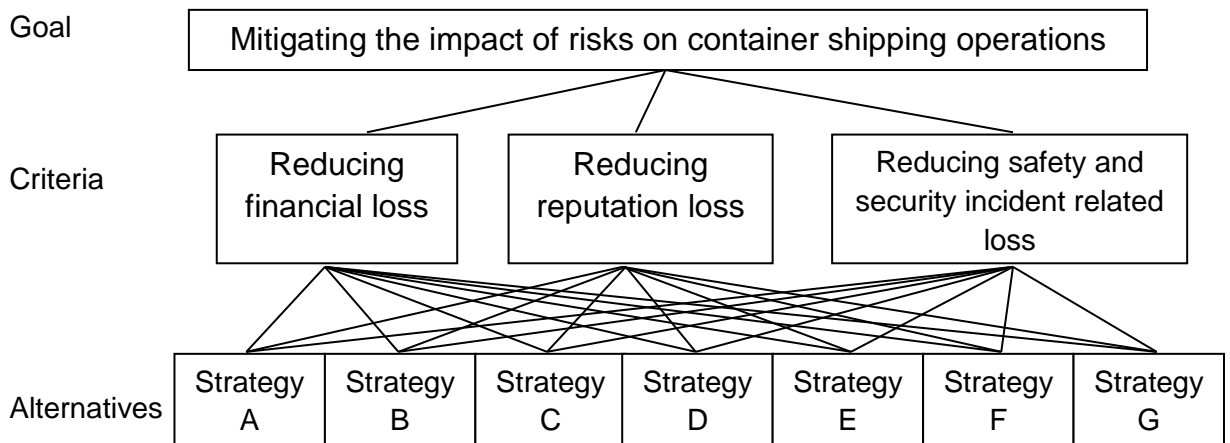 Goal
Mitigating the impact of risks on container shipping operations
Criteria
Reducing
financial loss
Reducing
reputation loss
Reducing safety and
security incident related
loss
Alternatives
Strategy
A
Strategy
B
Strategy
C
Strategy
D
Strategy
E
Strategy
F
Strategy
G